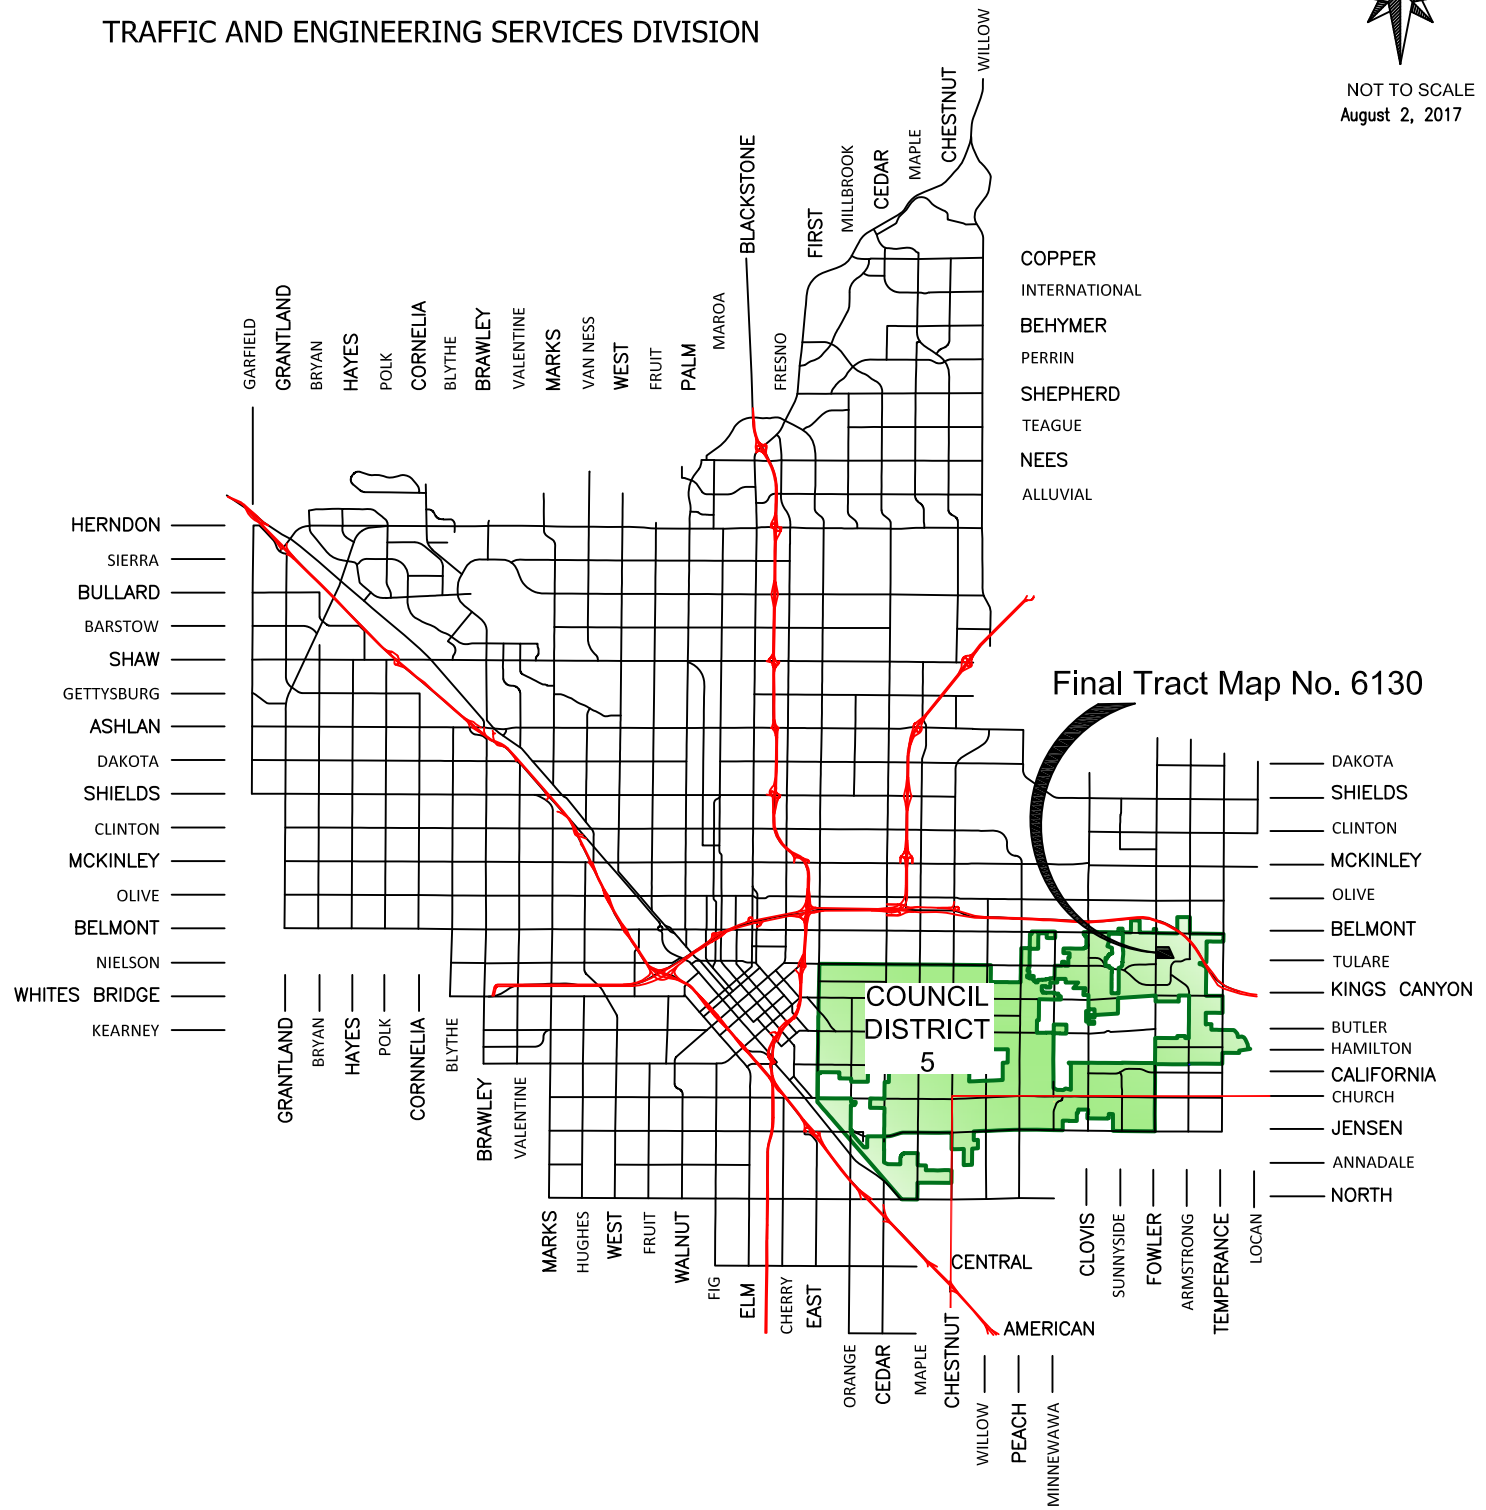 TRAFFIC AND ENGINEERING SERVICES DIVISION
NOT TO SCALE
August 2, 2017
WILLOW
CHESTNUT
MAPLE
CEDAR
MILLBROOK
FIRST
BLACKSTONE
COPPER
INTERNATIONAL
BEHYMER
PERRIN
SHEPHERD
TEAGUE
NEES
ALLUVIAL
GARFIELD
GRANTLAND
BRYAN
HAYES
POLK
CORNELIA
BLYTHE
BRAWLEY
VALENTINE
MARKS
VAN NESS
WEST
FRUIT
PALM
MAROA
FRESNO
HERNDON
SIERRA
BULLARD
BARSTOW
SHAW
GETTYSBURG
ASHLAN
DAKOTA
SHIELDS
CLINTON
MCKINLEY
OLIVE
BELMONT
NIELSON
WHITES BRIDGE
KEARNEY
Final Tract Map No. 6130
DAKOTA
SHIELDS
CLINTON
MCKINLEY
OLIVE
BELMONT
TULARE
KINGS CANYON
BUTLER
HAMILTON
CALIFORNIA
CHURCH
JENSEN
ANNADALE
NORTH
COUNCIL
DISTRICT
5
GRANTLAND
BRYAN
HAYES
POLK
CORNNELIA
BLYTHE
BRAWLEY
VALENTINE
MARKS
HUGHES
WEST
FRUIT
WALNUT
FIG
ELM
CHERRY
EAST
ORANGE
CEDAR
MAPLE
CHESTNUT
WILLOW
PEACH
MINNEWAWA
CENTRAL
AMERICAN
CLOVIS
SUNNYSIDE
FOWLER
ARMSTRONG
TEMPERANCE
LOCAN